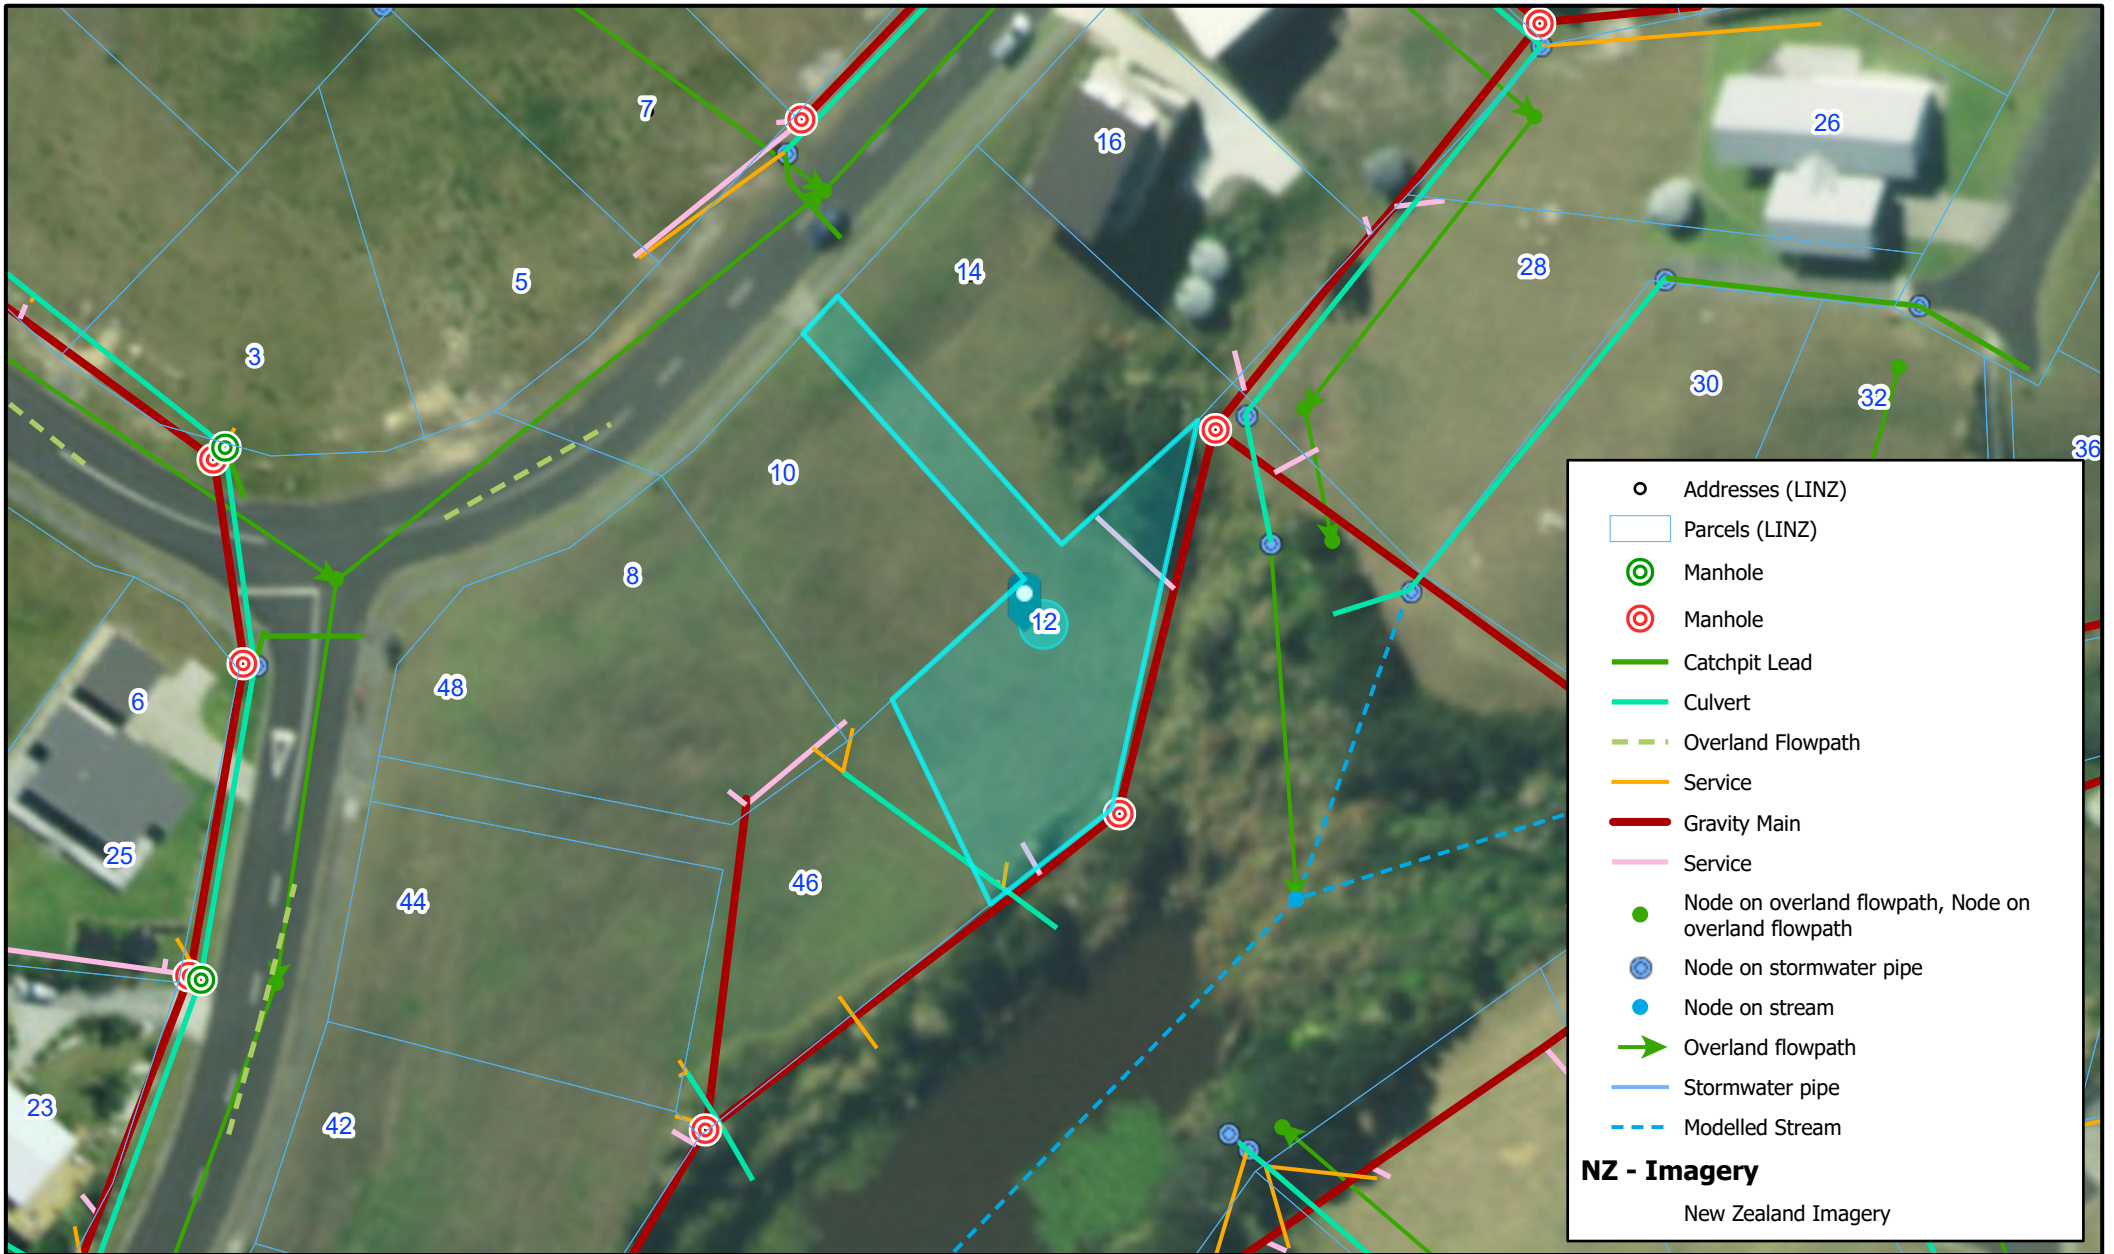 7
16
26
14
28
5
3
30
32
36
10
8
12
48
6
25
46
44
23
42
Addresses (LINZ)
Parcels (LINZ)
Manhole
Manhole
Catchpit Lead
Culvert
Overland Flowpath
Service
Gravity Main
Service
Node on overland flowpath, Node on
overland flowpath
Node on stormwater pipe
Node on stream
Overland flowpath
Stormwater pipe
Modelled Stream
NZ - Imagery
New Zealand Imagery